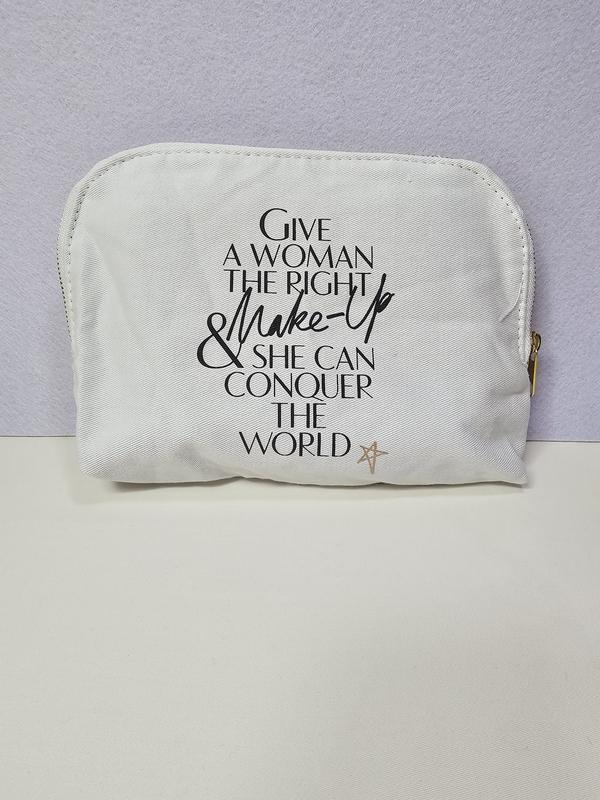 GIVE
A WOMAN
THE RIGHT
Make-Up
& SHE CAN
CONQUER
THE
WORLD